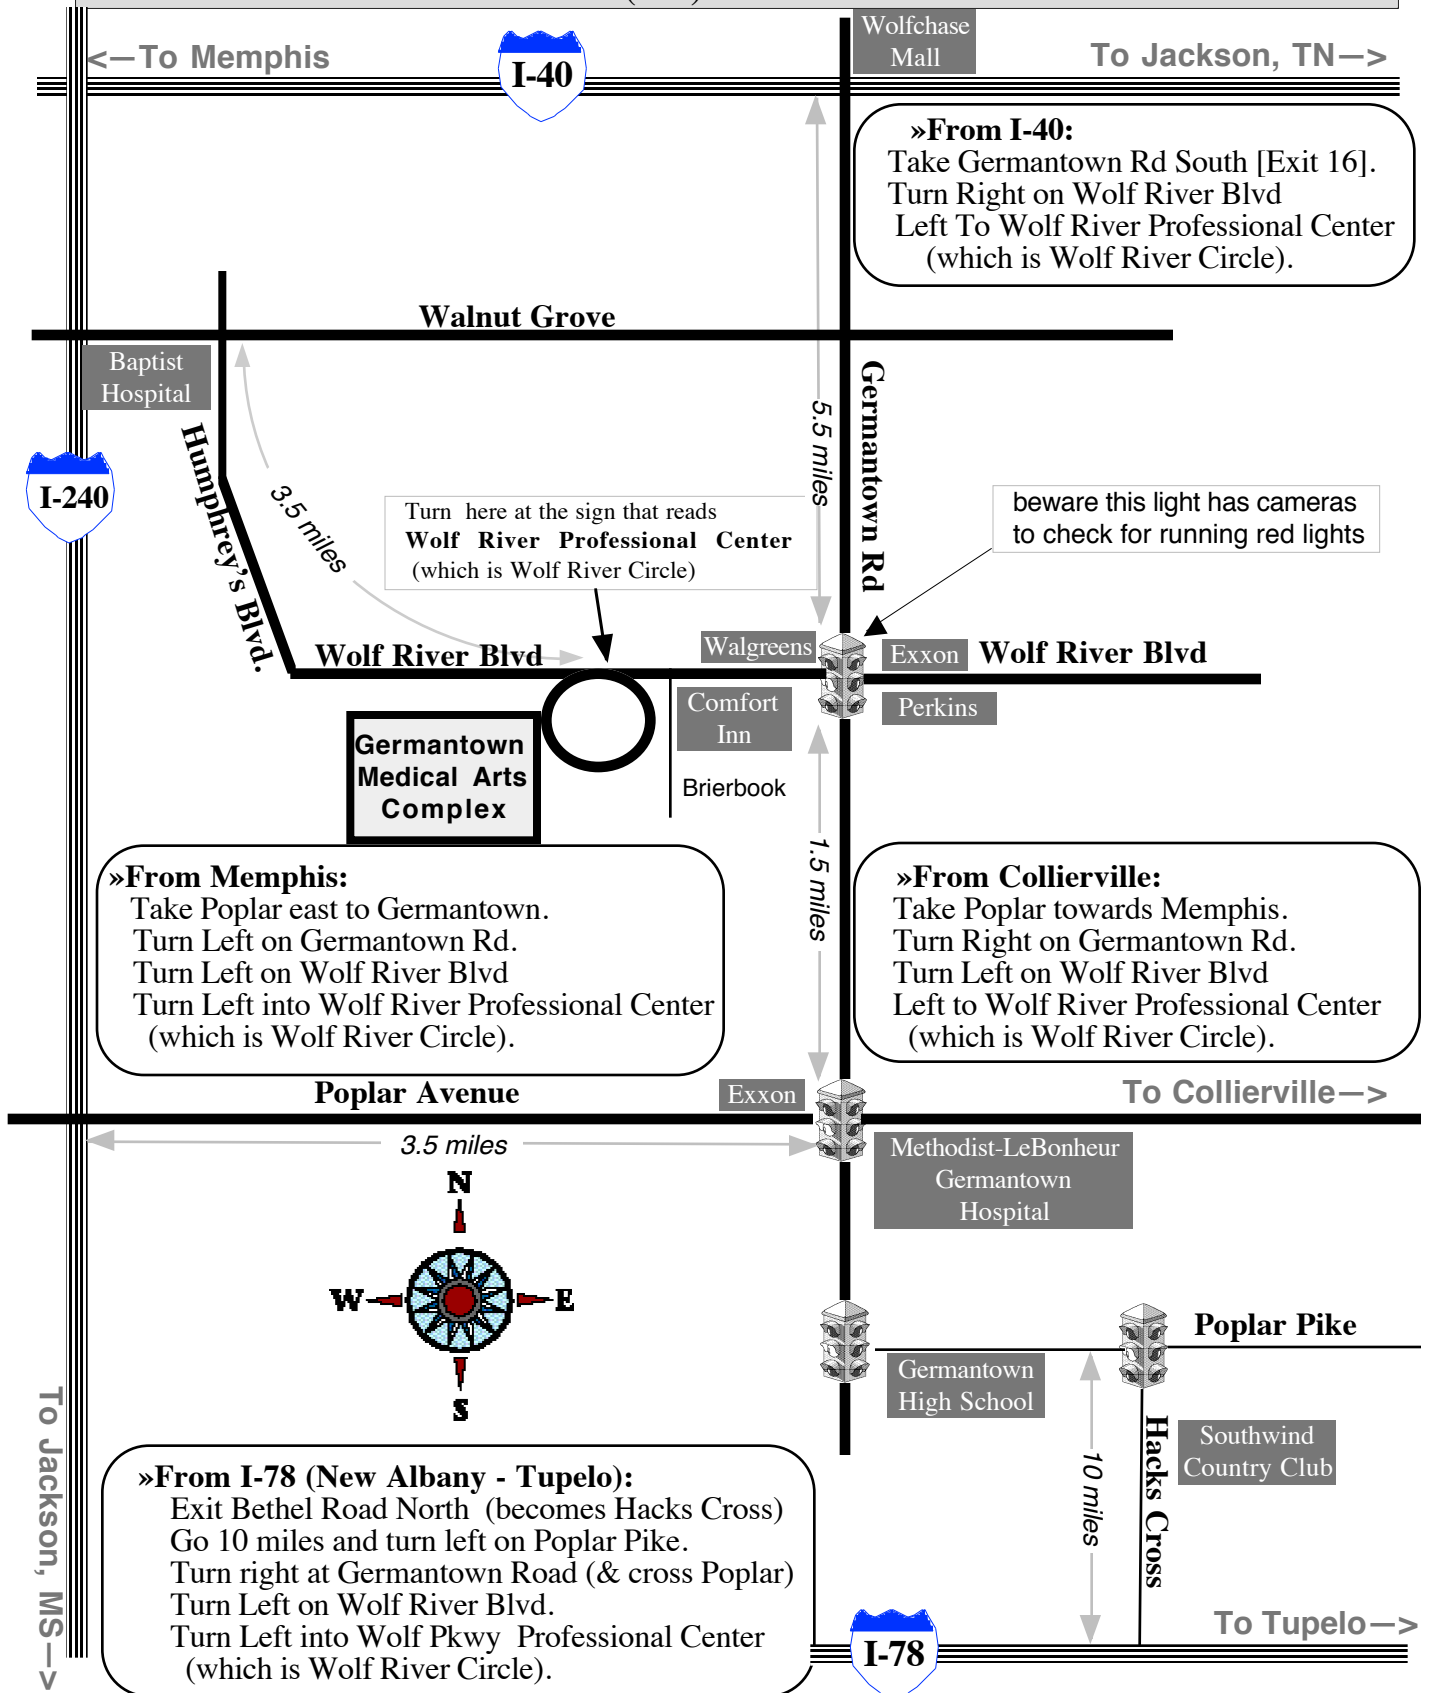 Wolfchase
Mall
<—To Memphis
I-40
To Jackson, TN—>
»From I-40:
Take Germantown Rd South [Exit 16].
Turn Right on Wolf River Blvd
Left To Wolf River Professional Center
(which is Wolf River Circle).
Walnut Grove
Baptist
Hospital
Germantown Rd
5.5 miles
Humphrey's Blvd.
I-240
3.5 miles
Turn here at the sign that reads
Wolf River Professional Center
(which is Wolf River Circle)
beware this light has cameras
to check for running red lights
Wolf River Blvd
Walgreens
Exxon
Wolf River Blvd
Comfort
Inn
Perkins
Germantown
Medical Arts
Complex
Brierbook
1.5 miles
»From Memphis:
Take Poplar east to Germantown.
Turn Left on Germantown Rd.
Turn Left on Wolf River Blvd
Turn Left into Wolf River Professional Center
(which is Wolf River Circle).
»From Collierville:
Take Poplar towards Memphis.
Turn Right on Germantown Rd.
Turn Left on Wolf River Blvd
Left to Wolf River Professional Center
(which is Wolf River Circle).
Poplar Avenue
Exxon
To Collierville—>
3.5 miles
Methodist-LeBonheur
Germantown
Hospital
N
W
E
S
Poplar Pike
Germantown
High School
To Jackson, MS—>
Hacks Cross
Southwind
Country Club
10 miles
»From I-78 (New Albany - Tupelo):
Exit Bethel Road North (becomes Hacks Cross)
Go 10 miles and turn left on Poplar Pike.
Turn right at Germantown Road (& cross Poplar)
Turn Left on Wolf River Blvd.
Turn Left into Wolf Pkwy Professional Center
(which is Wolf River Circle).
To Tupelo—>
I-78